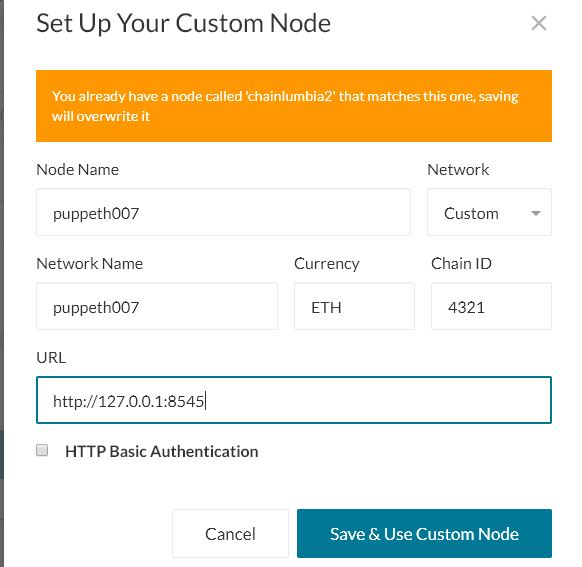 Set Up Your Custom Node
You already have a node called 'chainlumbia2' that matches this one, saving
will overwrite it
Node Name
Network
puppeth007
Custom
Network Name
Currency
Chain ID
puppeth007
ETH
4321
URL
http://127.0.0.1:8545
HTTP Basic Authentication
Cancel
Save & Use Custom Node